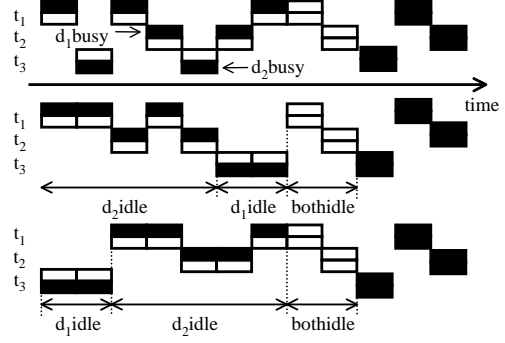 t1
d1busy
t2
t3
d2busy
time
t1
t2
t3
d2idle
d1idle
bothidle
t1
t2
t3
d1idle
d2idle
bothidle